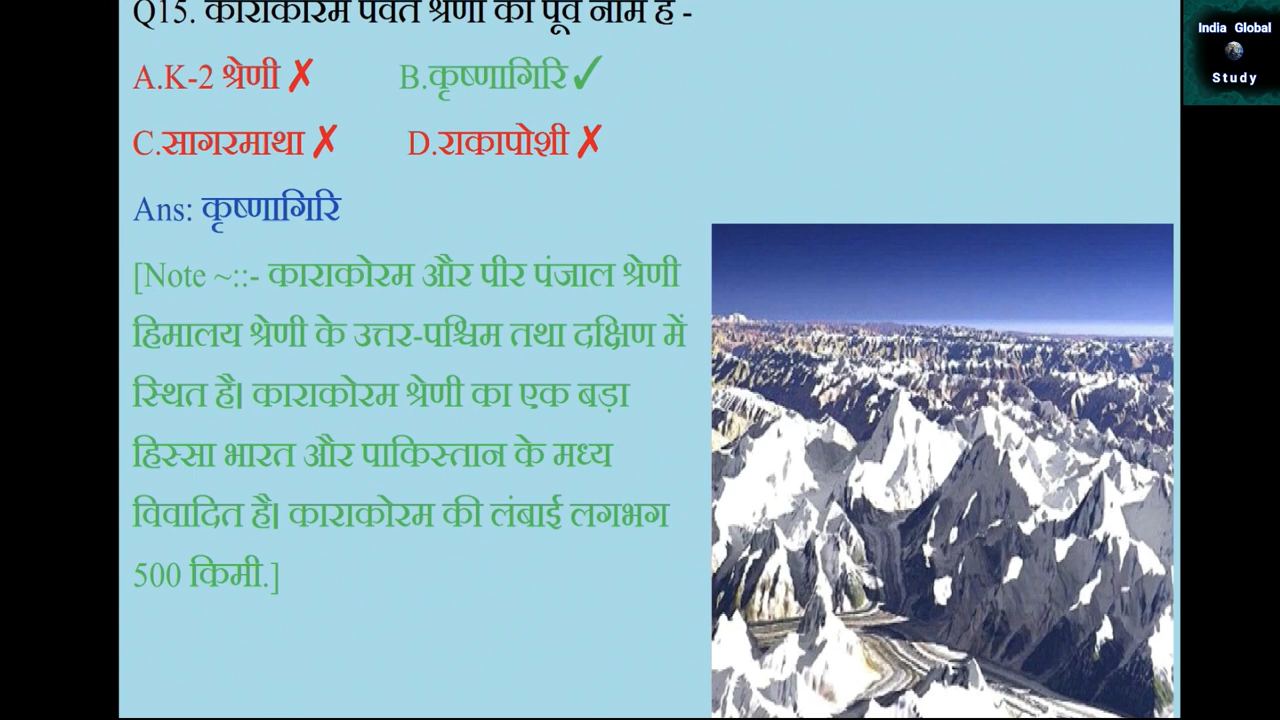 Q15. काराकोरम पर्वत श्रेणी का पूर्व नाम है -
A.K-2 श्रेणी ✗ B.कृष्णागिरि ✓
C.सागरमाथा ✗ D.राकापोशी ✗
Ans: कृष्णागिरि
[Note ~::- काराकोरम और पीर पंजाल श्रेणी
हिमालय श्रेणी के उत्तर-पश्चिम तथा दक्षिण में
स्थित है। काराकोरम श्रेणी का एक बड़ा
हिस्सा भारत और पाकिस्तान के मध्य
विवादित है। काराकोरम की लंबाई लगभग
500 किमी.]
India Global
Study